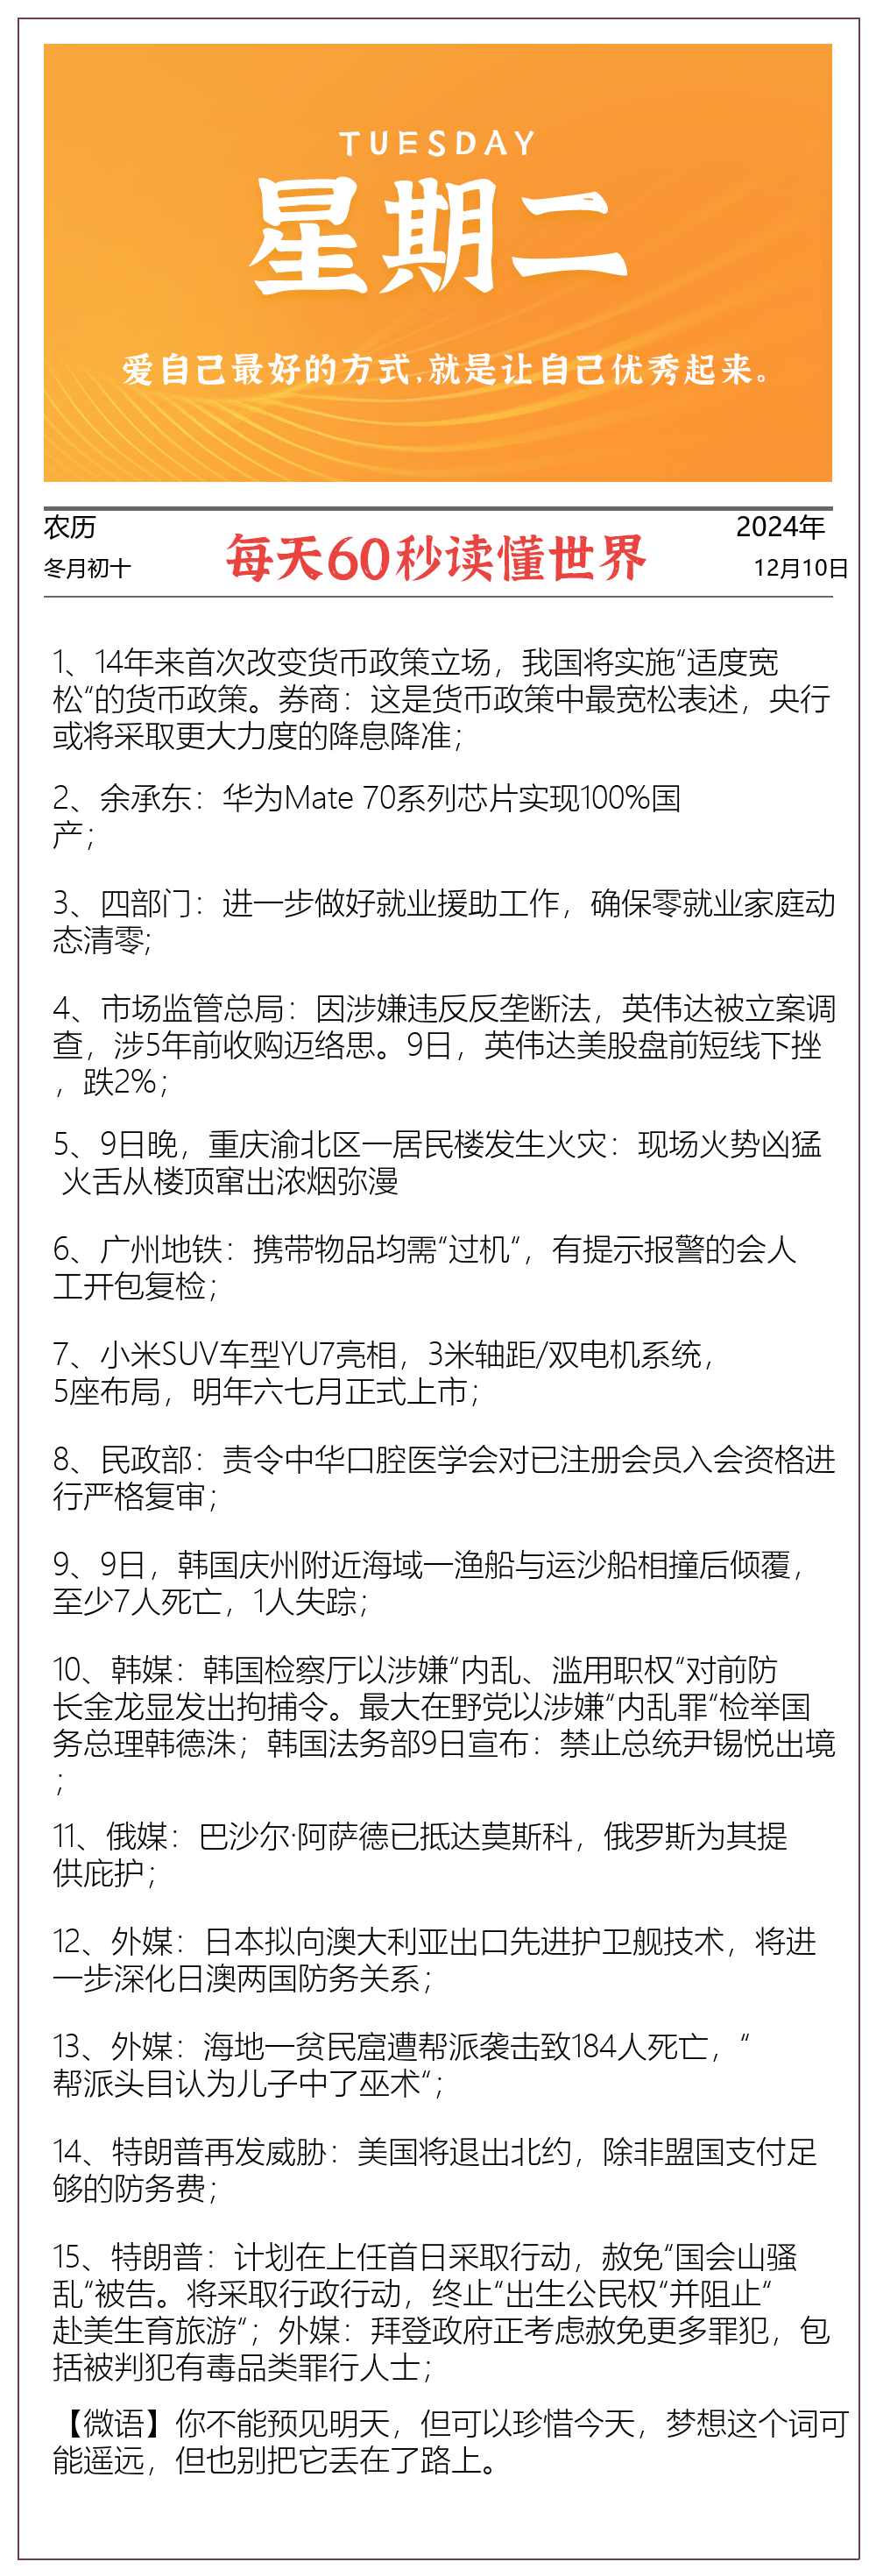 TUESDAY
星期二
爱自己最好的方式,就是让自己优秀起来。
农历
冬月初十
每天60秒读懂世界
2024年
12月10日
1、14年来首次改变货币政策立场，我国将实施“适度宽
松“的货币政策。券商：这是货币政策中最宽松表述，央行
或将采取更大力度的降息降准；
2、余承东：华为Mate 70系列芯片实现100%国
产；
3、四部门：进一步做好就业援助工作，确保零就业家庭动
态清零;
4、市场监管总局：因涉嫌违反反垄断法，英伟达被立案调
查，涉5年前收购迈络思。9日，英伟达美股盘前短线下挫
，跌2%；
5、9日晚，重庆渝北区一居民楼发生火灾：现场火势凶猛
火舌从楼顶窜出浓烟弥漫
6、广州地铁：携带物品均需“过机“，有提示报警的会人
工开包复检；
7、小米SUV车型YU7亮相，3米轴距/双电机系统，
5座布局，明年六七月正式上市；
8、民政部：责令中华口腔医学会对已注册会员入会资格进
行严格复审；
9、9日，韩国庆州附近海域一渔船与运沙船相撞后倾覆，
至少7人死亡，1人失踪；
10、韩媒：韩国检察厅以涉嫌“内乱、滥用职权“对前防
长金龙显发出拘捕令。最大在野党以涉嫌“内乱罪“检举国
务总理韩德洙；韩国法务部9日宣布：禁止总统尹锡悦出境
；
11、俄媒：巴沙尔·阿萨德已抵达莫斯科，俄罗斯为其提
供庇护；
12、外媒：日本拟向澳大利亚出口先进护卫舰技术，将进
一步深化日澳两国防务关系；
13、外媒：海地一贫民窟遭帮派袭击致184人死亡，“
帮派头目认为儿子中了巫术“；
14、特朗普再发威胁：美国将退出北约，除非盟国支付足
够的防务费；
15、特朗普：计划在上任首日采取行动，赦免“国会山骚
乱“被告。将采取行政行动，终止“出生公民权“并阻止“
赴美生育旅游“；外媒：拜登政府正考虑赦免更多罪犯，包
括被判犯有毒品类罪行人士；
【微语】你不能预见明天，但可以珍惜今天，梦想这个词可
能遥远，但也别把它丢在了路上。